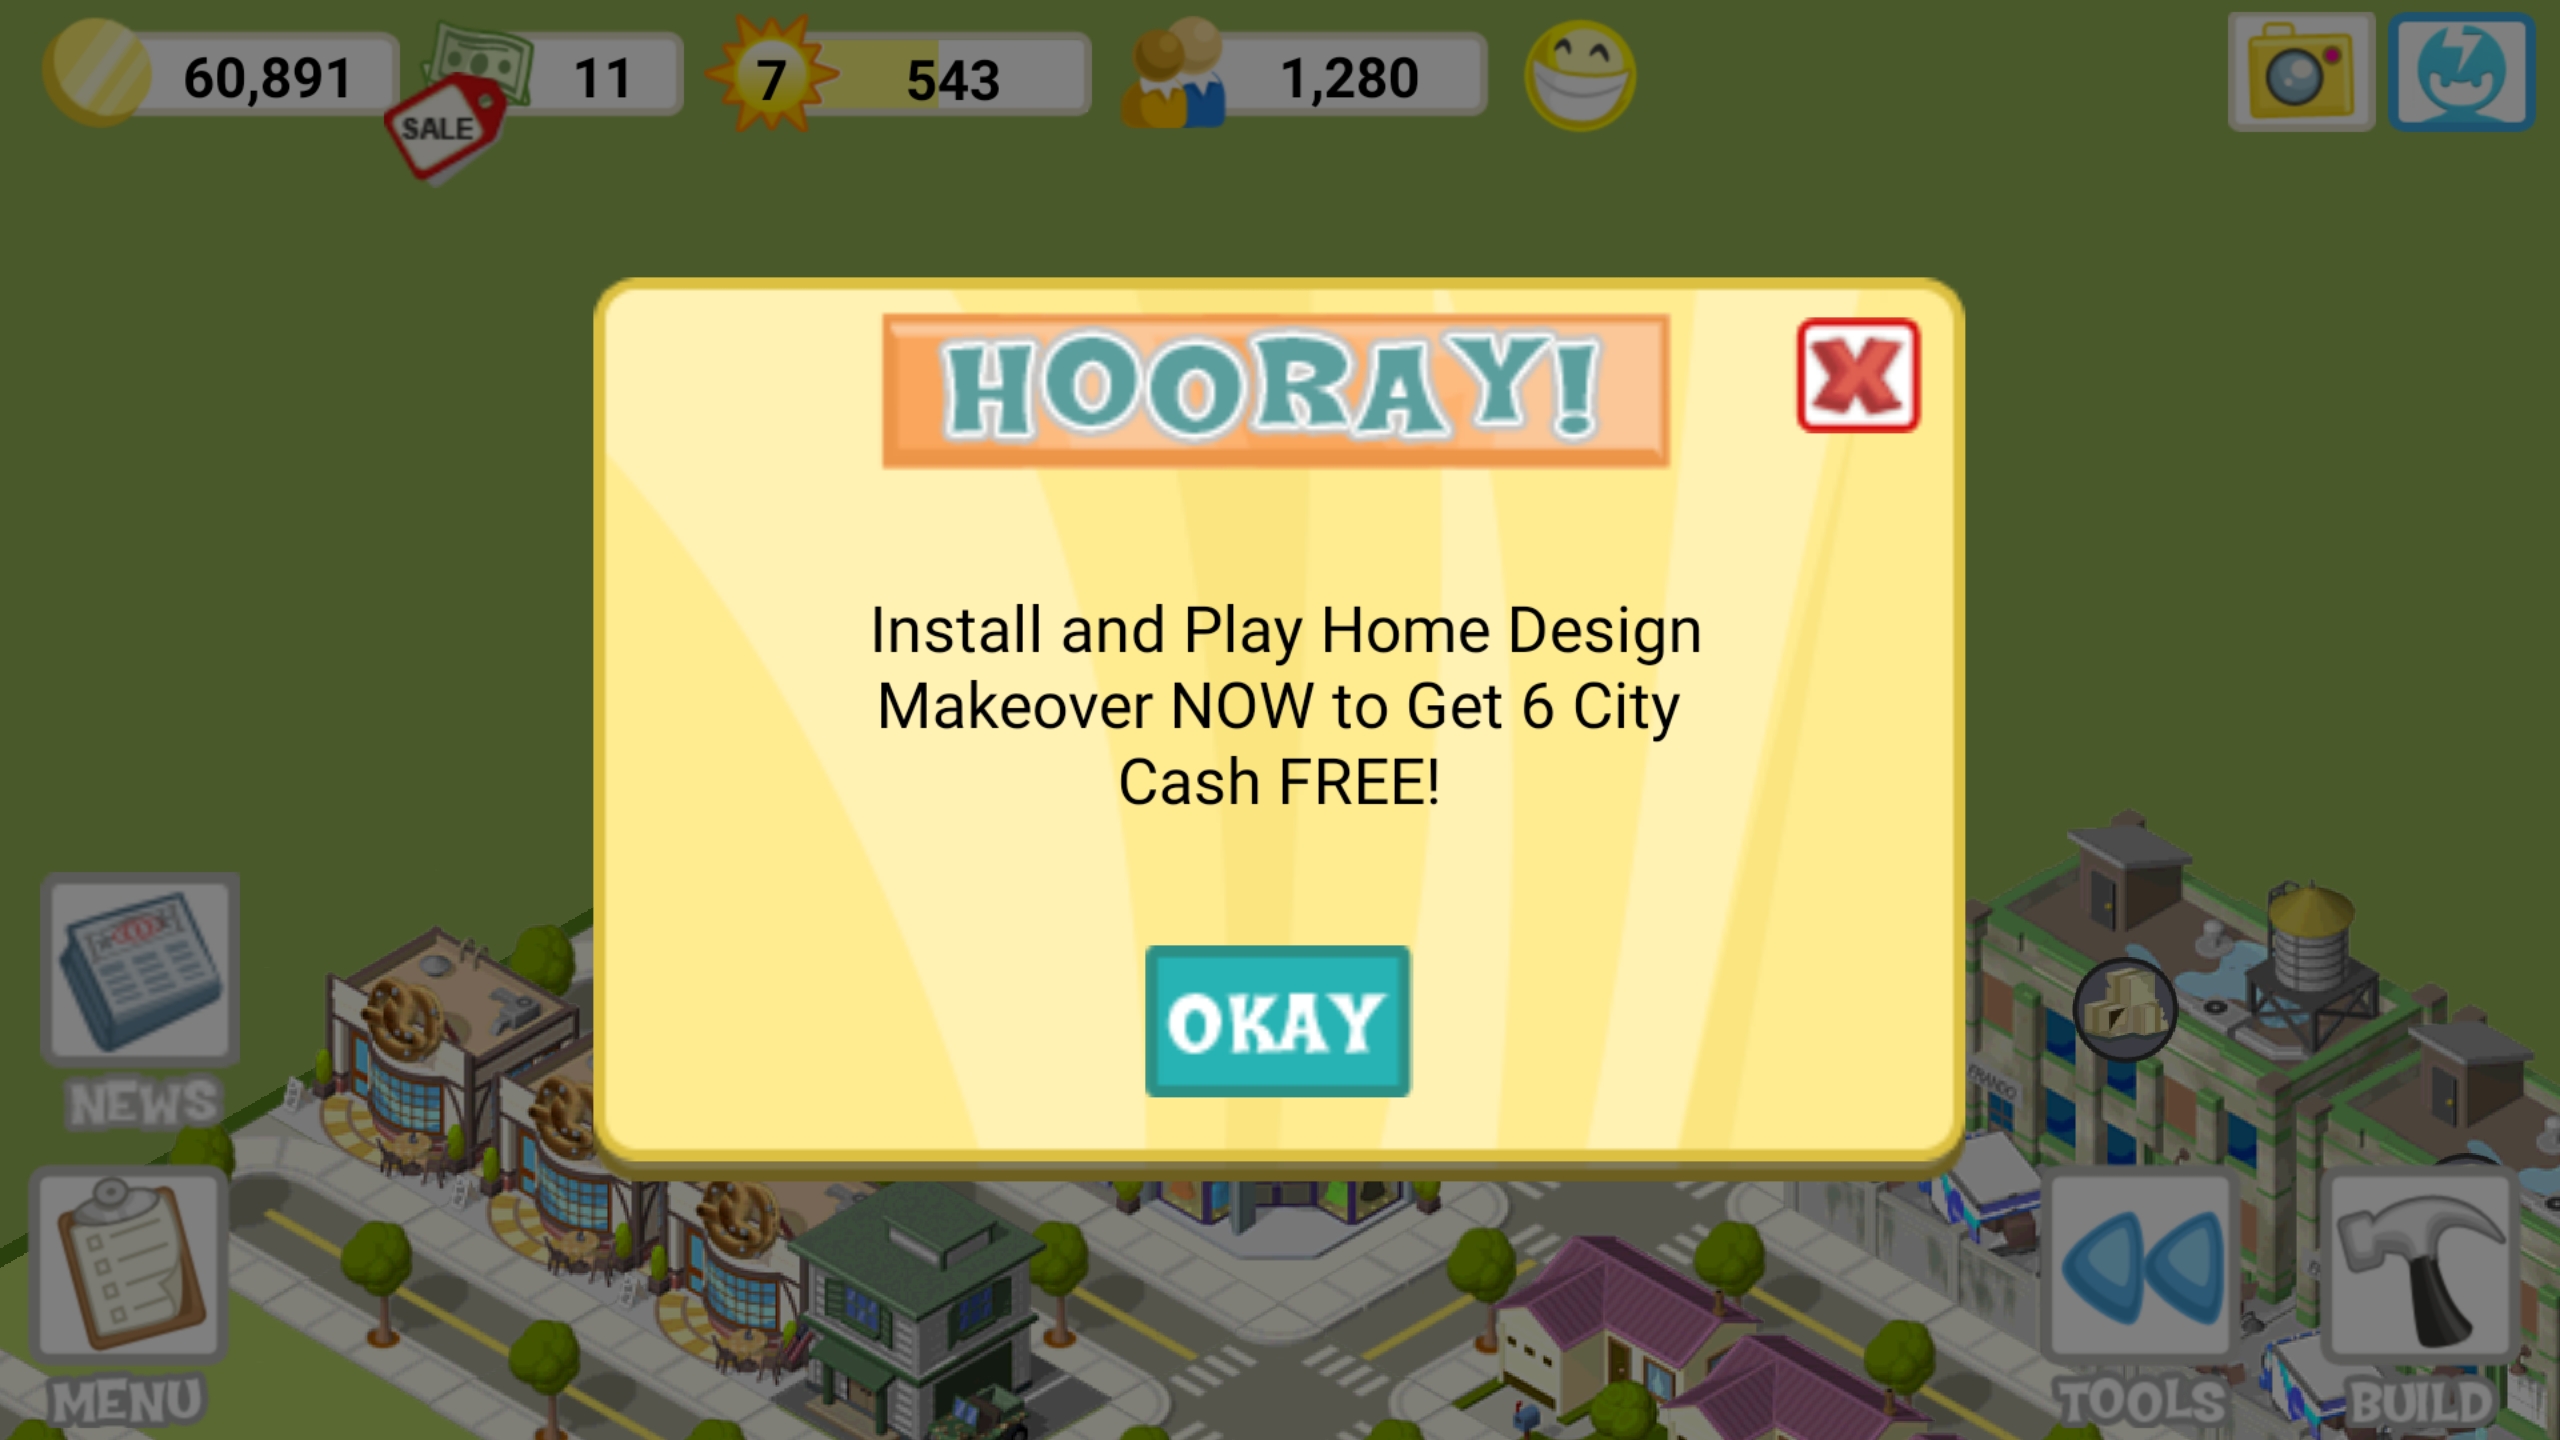 60,891
SALE
11
7
543
1,280
HOORAY!
X
Install and Play Home Design
Makeover NOW to Get 6 City
Cash FREE!
OKAY
NEWS
MENU
TOOLS
BUILD